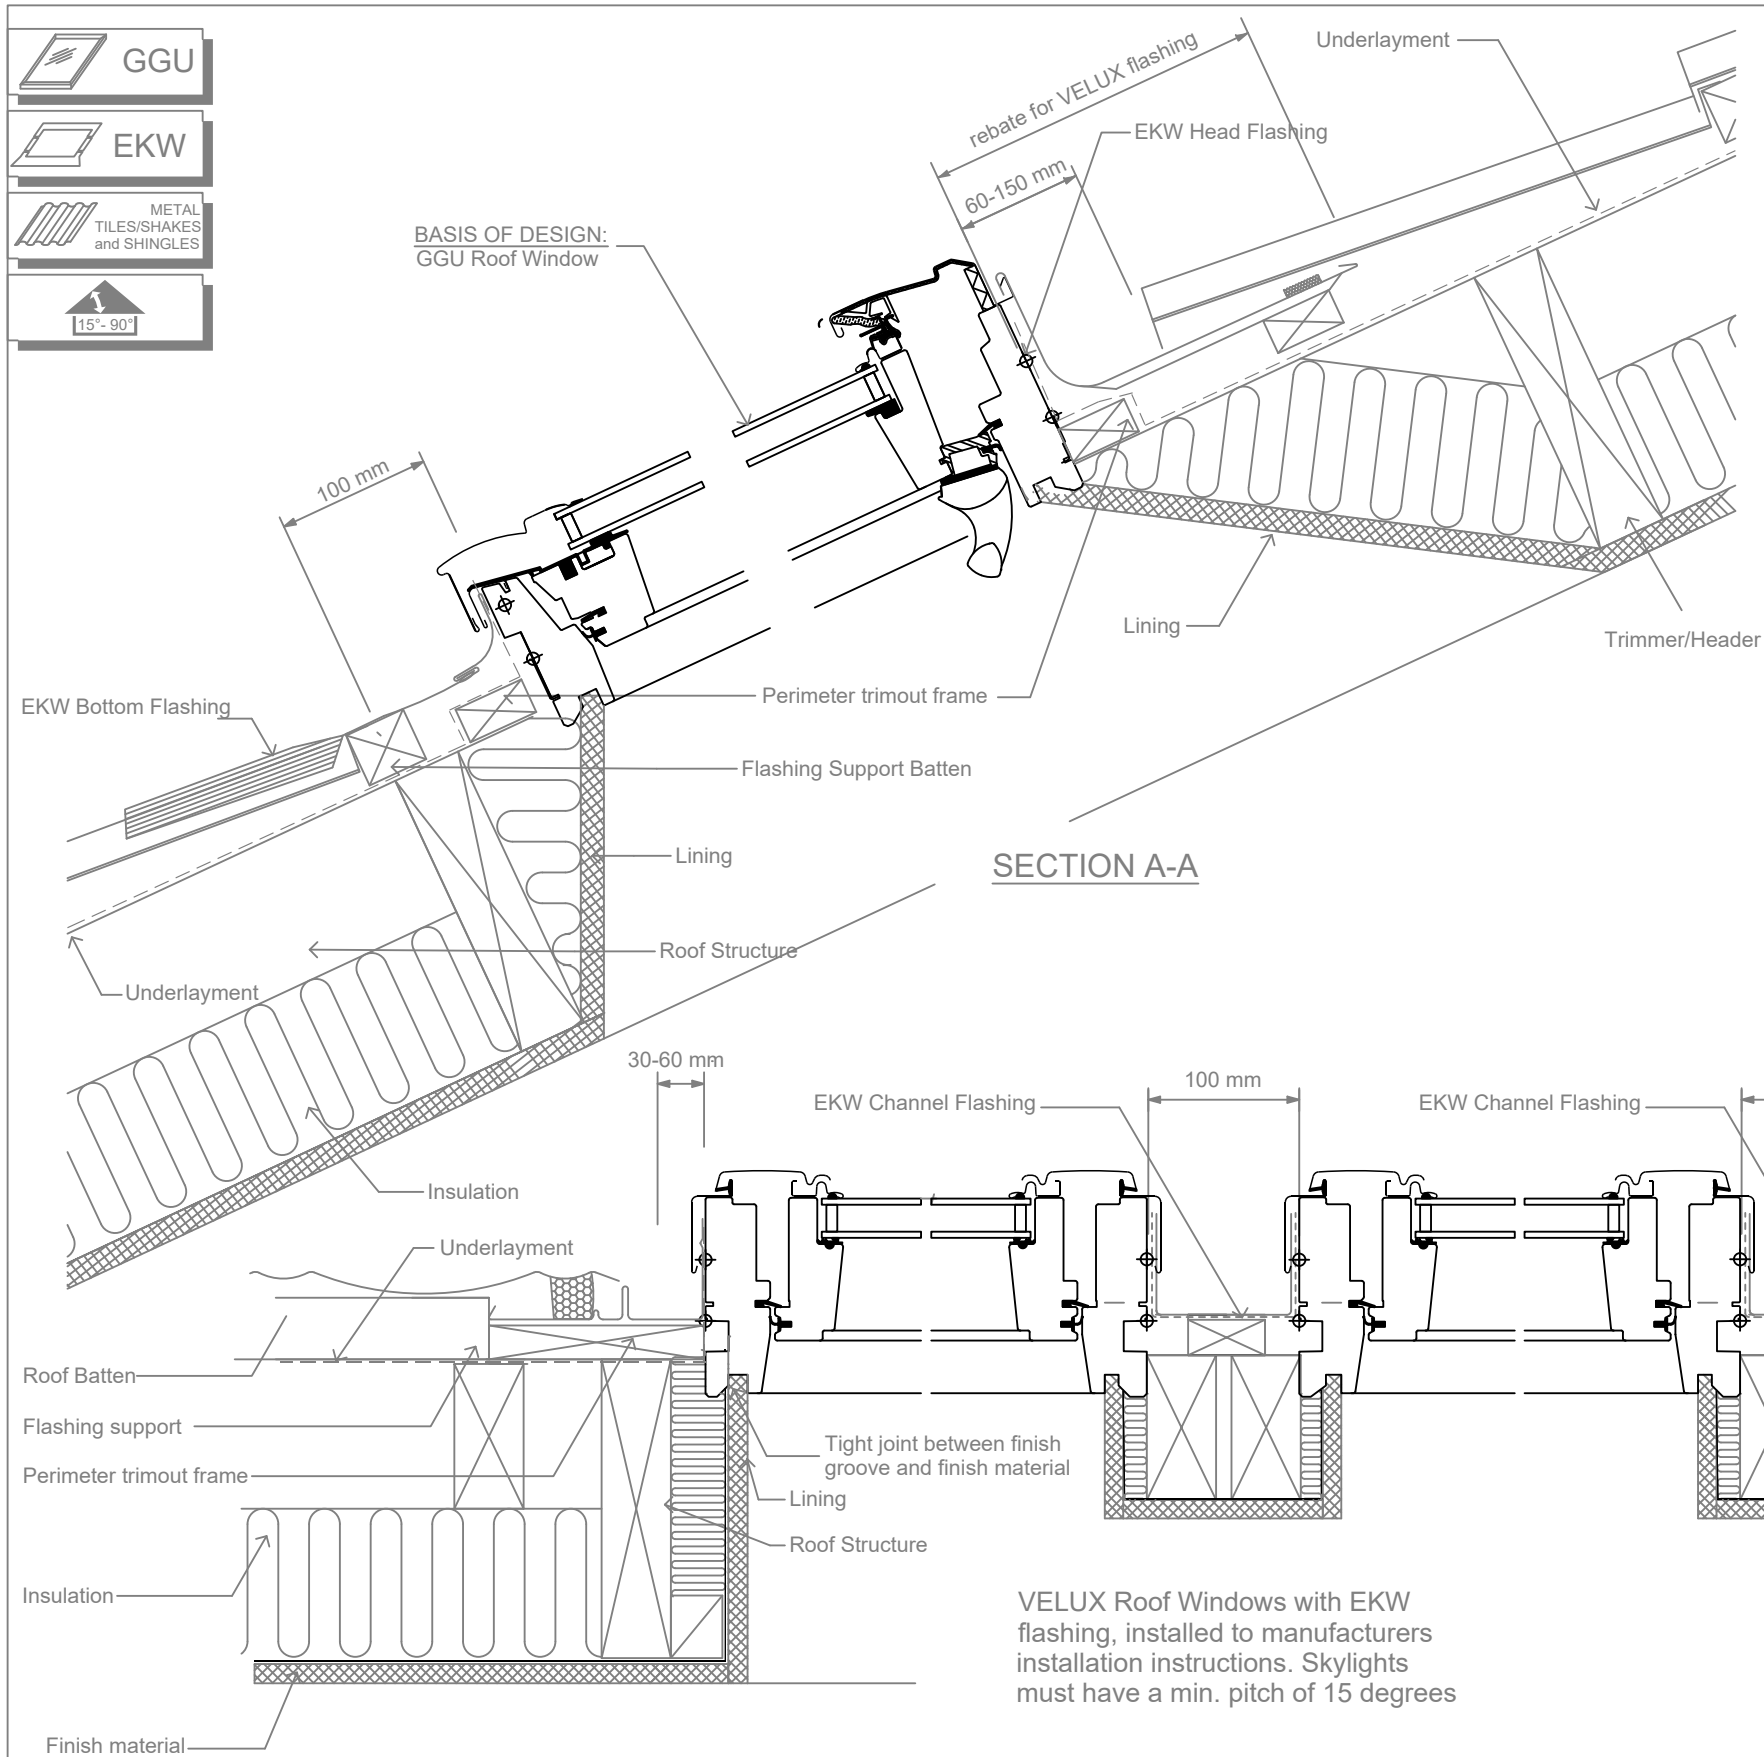 GGU
EKW
METAL
TILES/SHAKES
and SHINGLES
15°- 90°
rebate for VELUX flashing
Underlayment
EKW Head Flashing
60-150 mm
BASIS OF DESIGN:
GGU Roof Window
100 mm
Lining
Trimmer/Header
Perimeter trimout frame
EKW Bottom Flashing
Flashing Support Batten
Lining
SECTION A-A
Roof Structure
Underlayment
30-60 mm
100 mm
EKW Channel Flashing
EKW Channel Flashing
Insulation
Underlayment
Roof Batten
Flashing support
Tight joint between finish
groove and finish material
Perimeter trimout frame
Lining
Roof Structure
Insulation
VELUX Roof Windows with EKW
flashing, installed to manufacturers
installation instructions. Skylights
must have a min. pitch of 15 degrees
Finish material